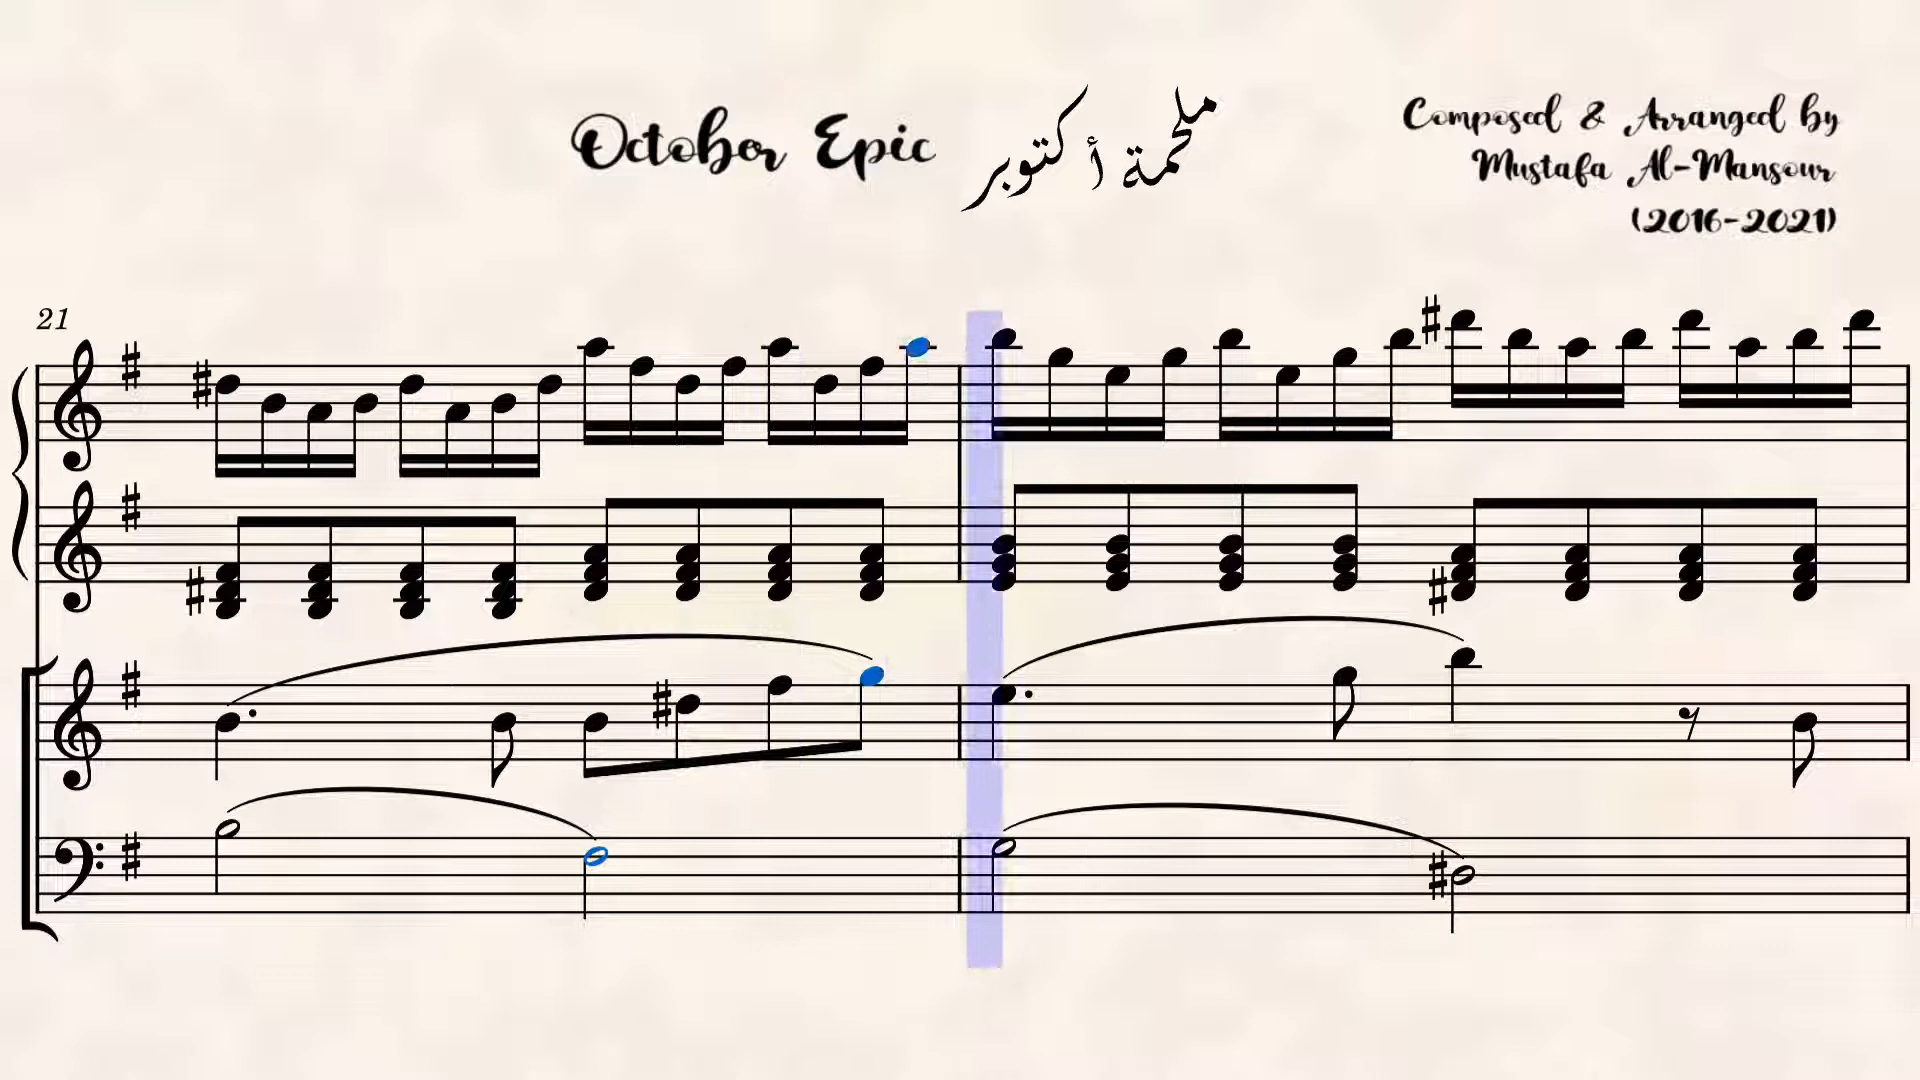 October Epic ملحمة أكتوبر
Composed & Arranged by
Mustafa Al-Mansour
(2016-2021)
21